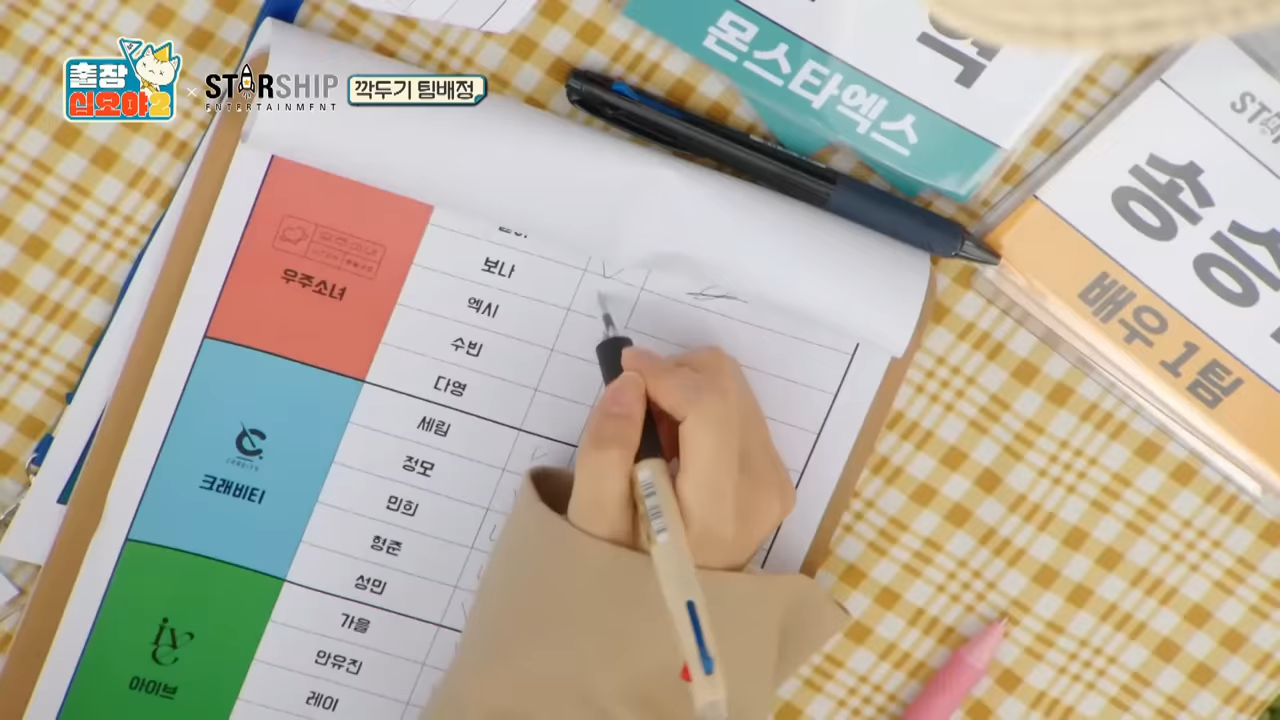 출장
십오야2
×
STARSHIP
ENTERTAINMENT
깍두기 팀배정
몬스타엑스
송승
배우 1팀
우주소녀
보나
엑시
수빈
다영
크래비티
세림
정모
민희
형준
성민
IVE
아이브
가을
안유진
레이